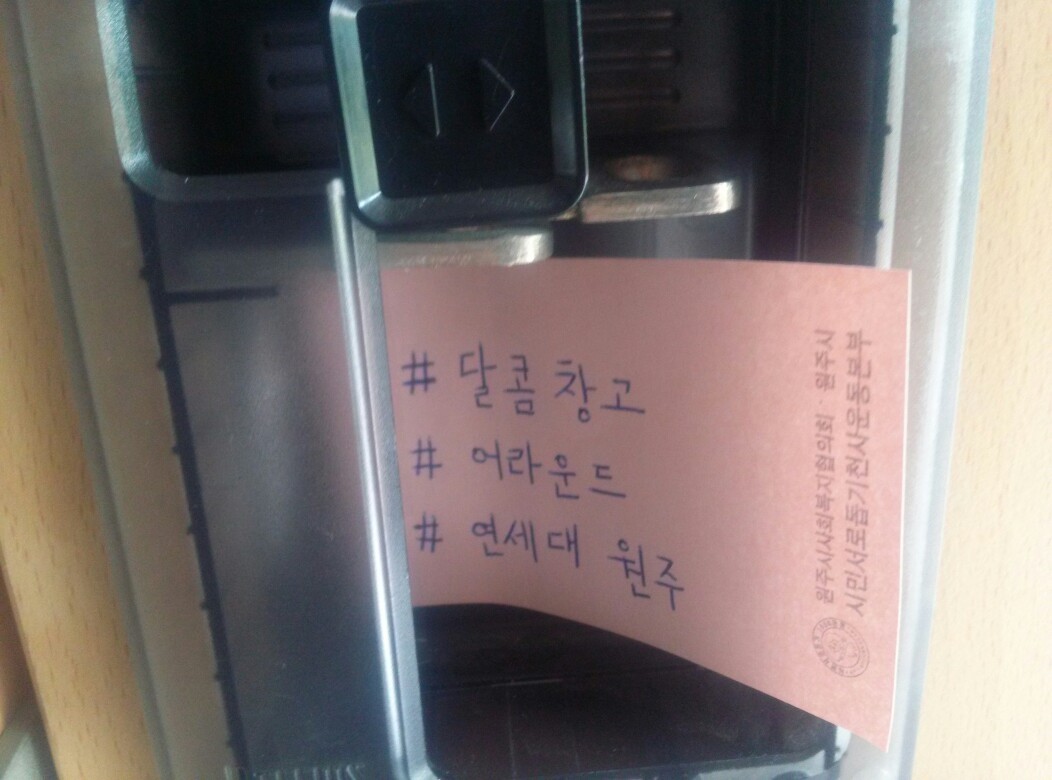 # 달콤창고
# 어라운드
# 연세대 원주
원주시사회복지협의회 · 원주시
시민서로돕기천사운동본부